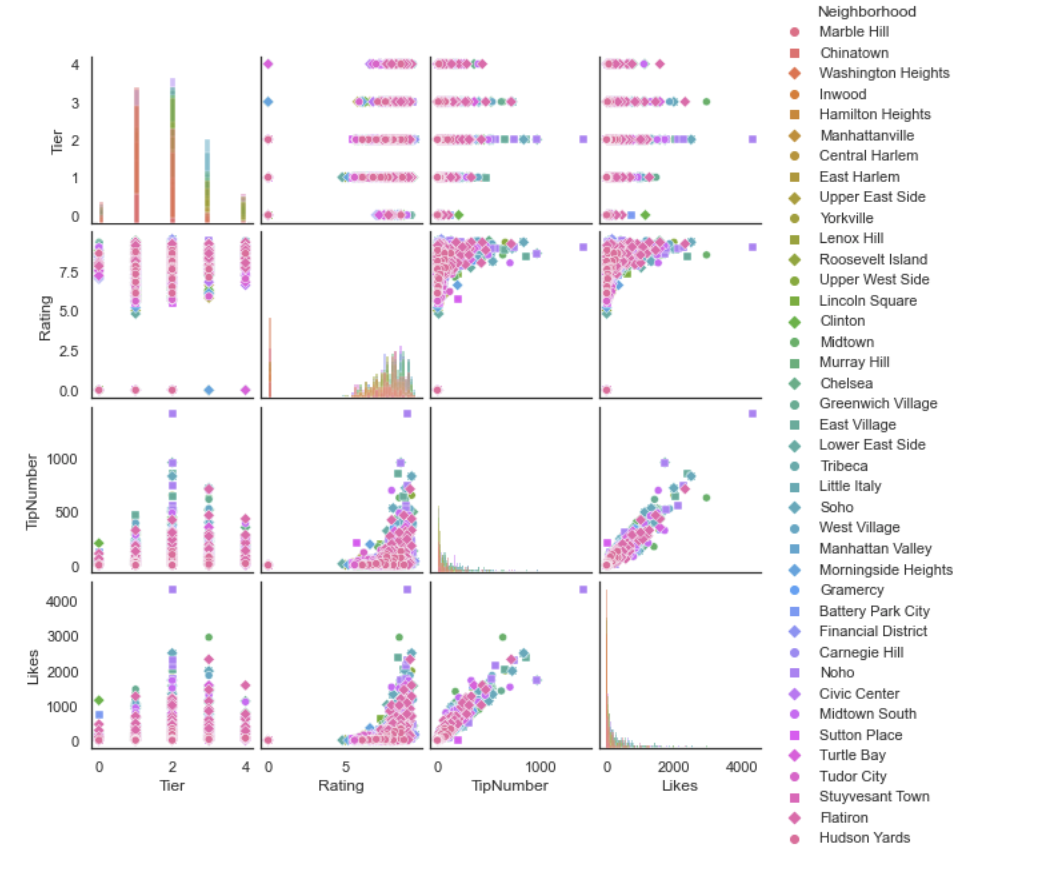 Neighborhood
Marble Hill
Chinatown
Washington Heights
Inwood
Hamilton Heights
Manhattanville
Central Harlem
East Harlem
Upper East Side
Yorkville
Lenox Hill
Roosevelt Island
Upper West Side
Lincoln Square
Clinton
Midtown
Murray Hill
Chelsea
Greenwich Village
East Village
Lower East Side
Tribeca
Little Italy
Soho
West Village
Manhattan Valley
Morningside Heights
Gramercy
Battery Park City
Financial District
Carnegie Hill
Noho
Civic Center
Midtown South
Sutton Place
Turtle Bay
Tudor City
Stuyvesant Town
Flatiron
Hudson Yards
Tier
4
3
2
1
0
Rating
7.5
5.0
2.5
0.0
TipNumber
1000
500
0
Likes
4000
3000
2000
1000
0
0 2 4
Tier
0 5
Rating
0 1000
TipNumber
0 2000 4000
Likes